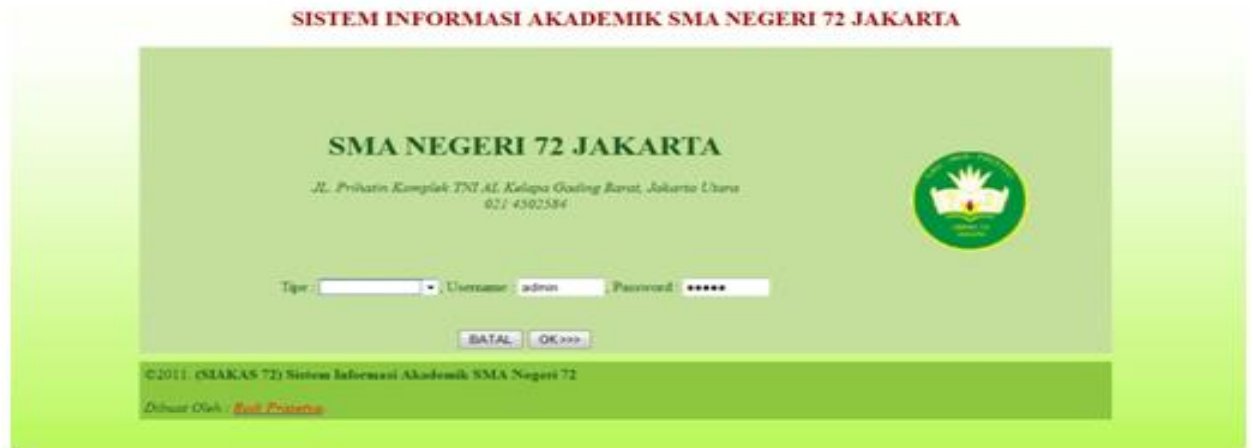 SISTEM INFORMASI AKADEMIK SMA NEGERI 72 JAKARTA
SMA NEGERI 72 JAKARTA
JL. Prihatin Komplek TNI AL Kelapa Gading Barat, Jakarta Utara
021 4502584
Tipe : , Username : admin , Password : •••••
BATAL OK>>>
©2011. (SIAKAS 72) Sistem Informasi Akademik SMA Negeri 72
Dibuat Oleh :